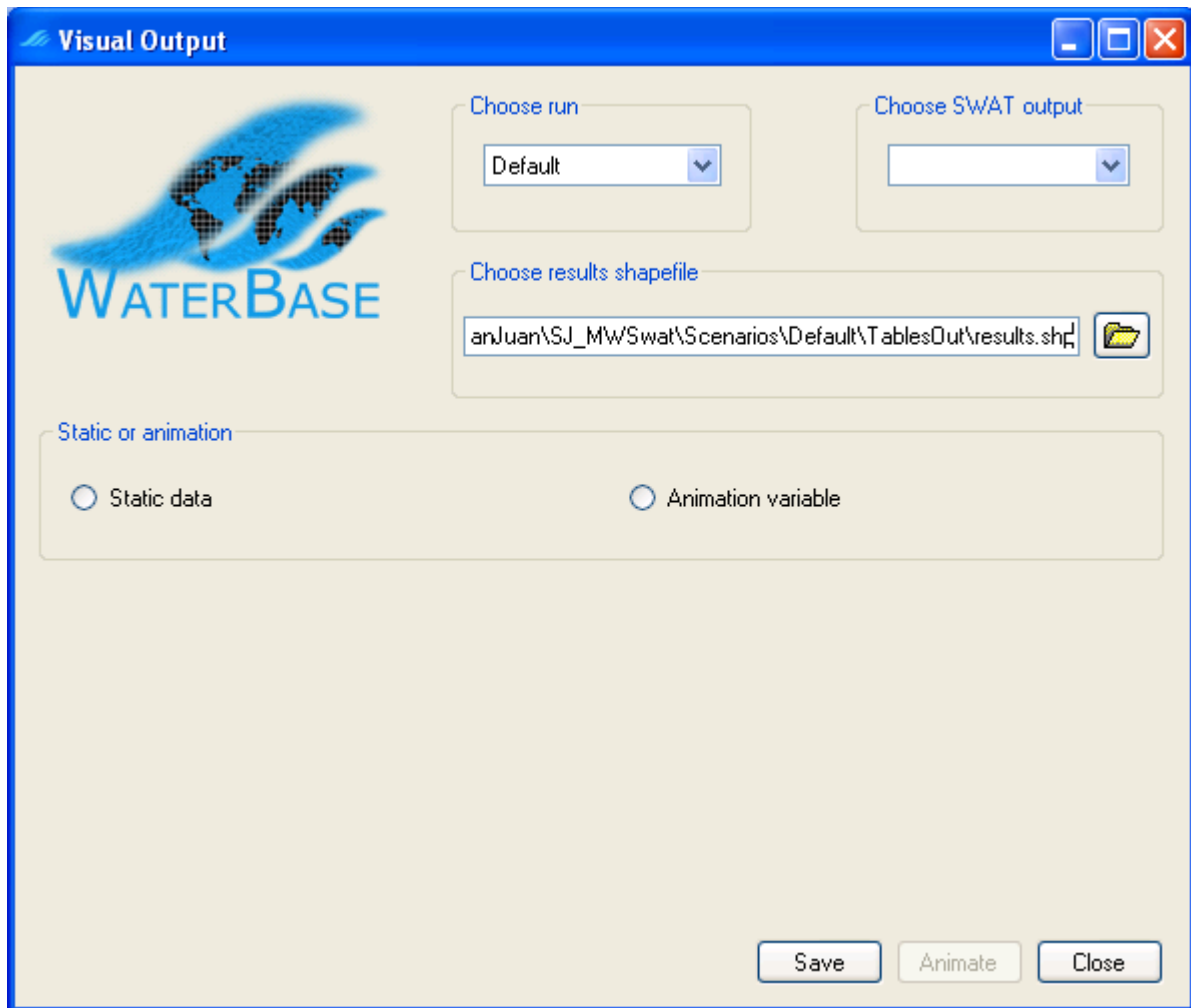 Visual Output
Choose run
Choose SWAT output
Default
WATERBASE
Choose results shapefile
anJuan\SJ_MWSwat\Scenarios\Default\TablesOut\results.shp
Static or animation
Static data
Animation variable
Save
Animate
Close